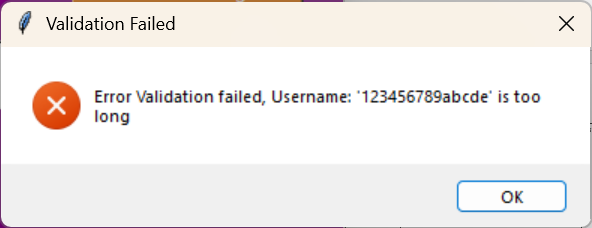 Validation Failed
Error Validation failed, Username: '123456789abcde' is too
long
OK